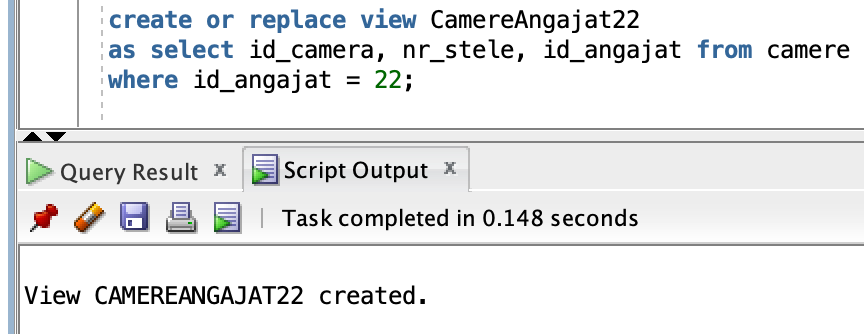 create or replace view CamereAngajat22
as select id_camera, nr_stele, id_angajat from camere
where id_angajat = 22;
Query Result x Script Output x
Task completed in 0.148 seconds
View CAMEREANGAJAT22 created.